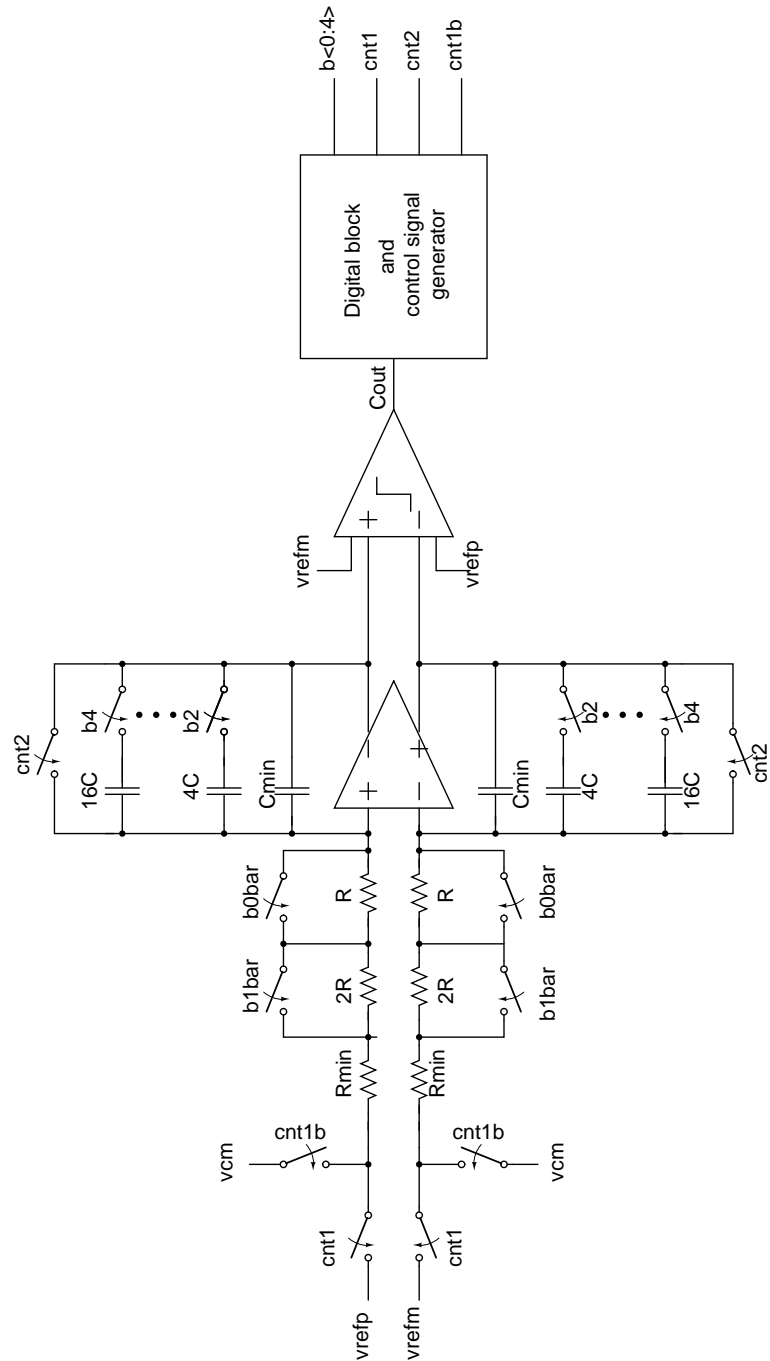 vrefp
vrefm
cnt1
cnt1
vcm
cnt1b
cnt1b
vcm
Rmin
Rmin
b1bar
2R
2R
b1bar
b0bar
R
R
b0bar
cnt2
16C
b4
4C
b2
Cmin
Cmin
4C
b2
16C
b4
cnt2
vrefm
vrefp
Cout
Digital block
and
control signal
generator
b<0:4>
cnt1
cnt2
cnt1b